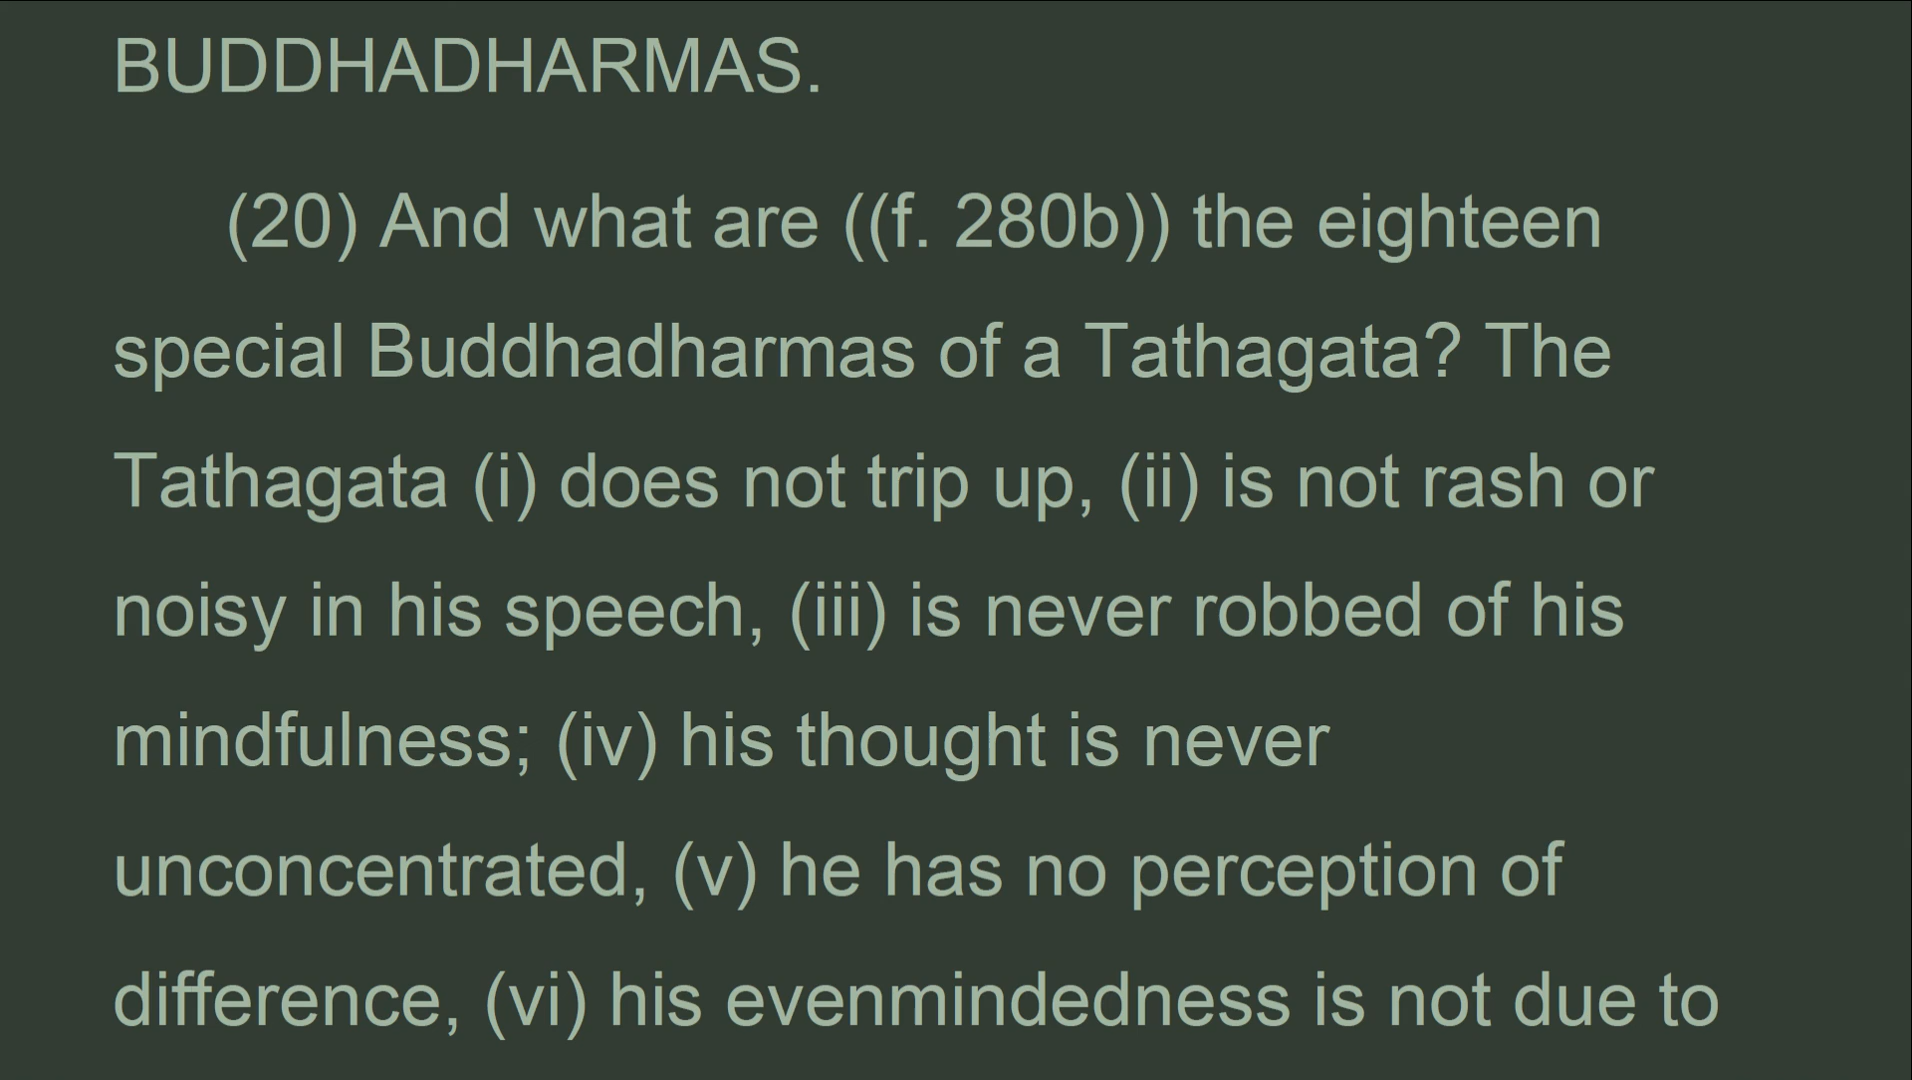 BUDDHADHARMAS.
(20) And what are ((f. 280b)) the eighteen
special Buddhadharmas of a Tathagata? The
Tathagata (i) does not trip up, (ii) is not rash or
noisy in his speech, (iii) is never robbed of his
mindfulness; (iv) his thought is never
unconcentrated, (v) he has no perception of
difference, (vi) his evenmindedness is not due to